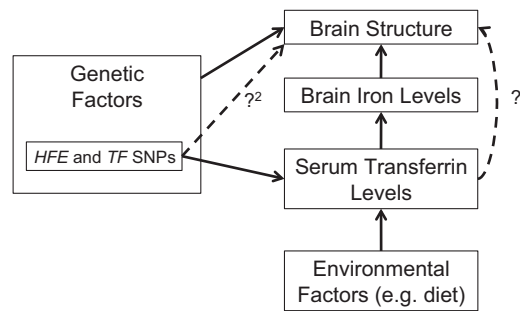 Brain Structure
Genetic
Factors
?²
Brain Iron Levels
?
HFE and TF SNPs
Serum Transferrin
Levels
Environmental
Factors (e.g. diet)